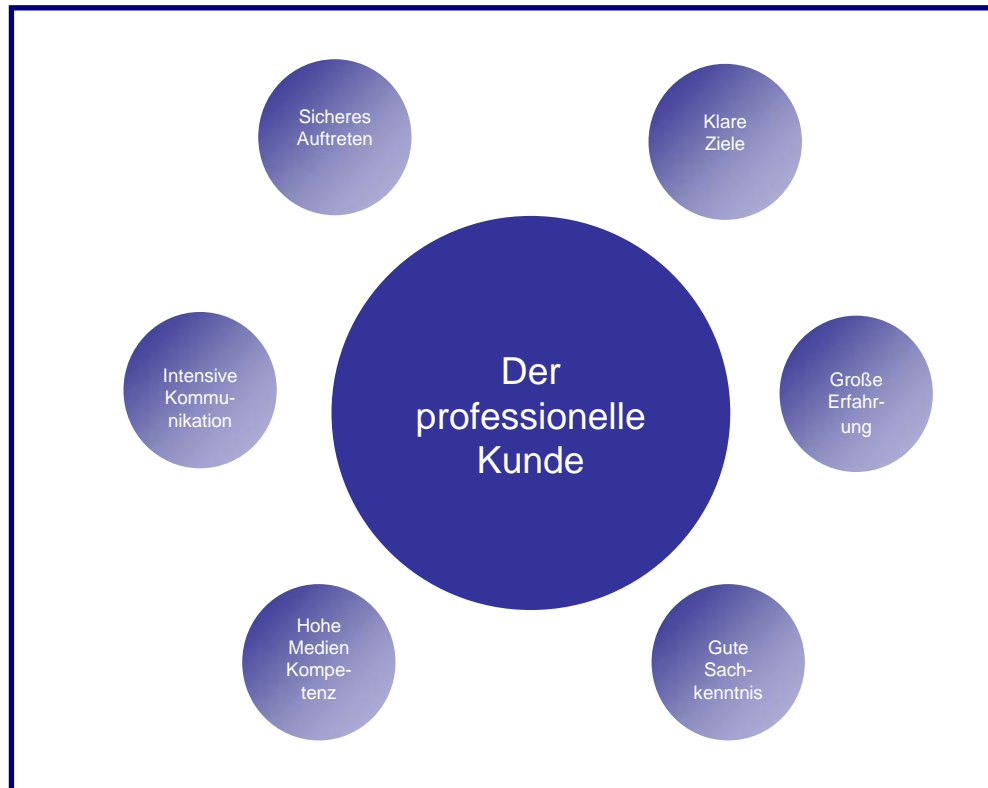 Sicheres
Auftreten
Klare
Ziele
Intensive
Kommu-
nikation
Der
professionelle
Kunde
Große
Erfahr-
ung
Hohe
Medien
Kompe-
tenz
Gute
Sach-
kenntnis